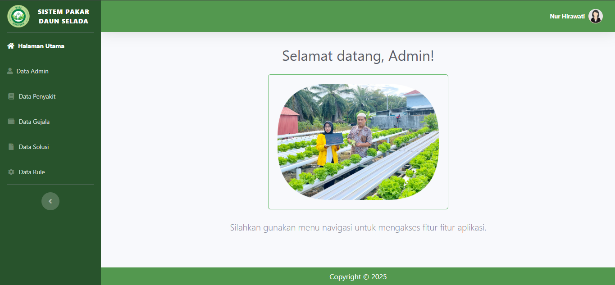 SISTEM PAKAR
DAUN SELADA
Nur Hirawati
Halaman Utama
Data Admin
Data Penyakit
Data Gejala
Data Solusi
Data Rule
Selamat datang, Admin!
Silahkan gunakan menu navigasi untuk mengakses fitur fitur aplikasi.
Copyright © 2025